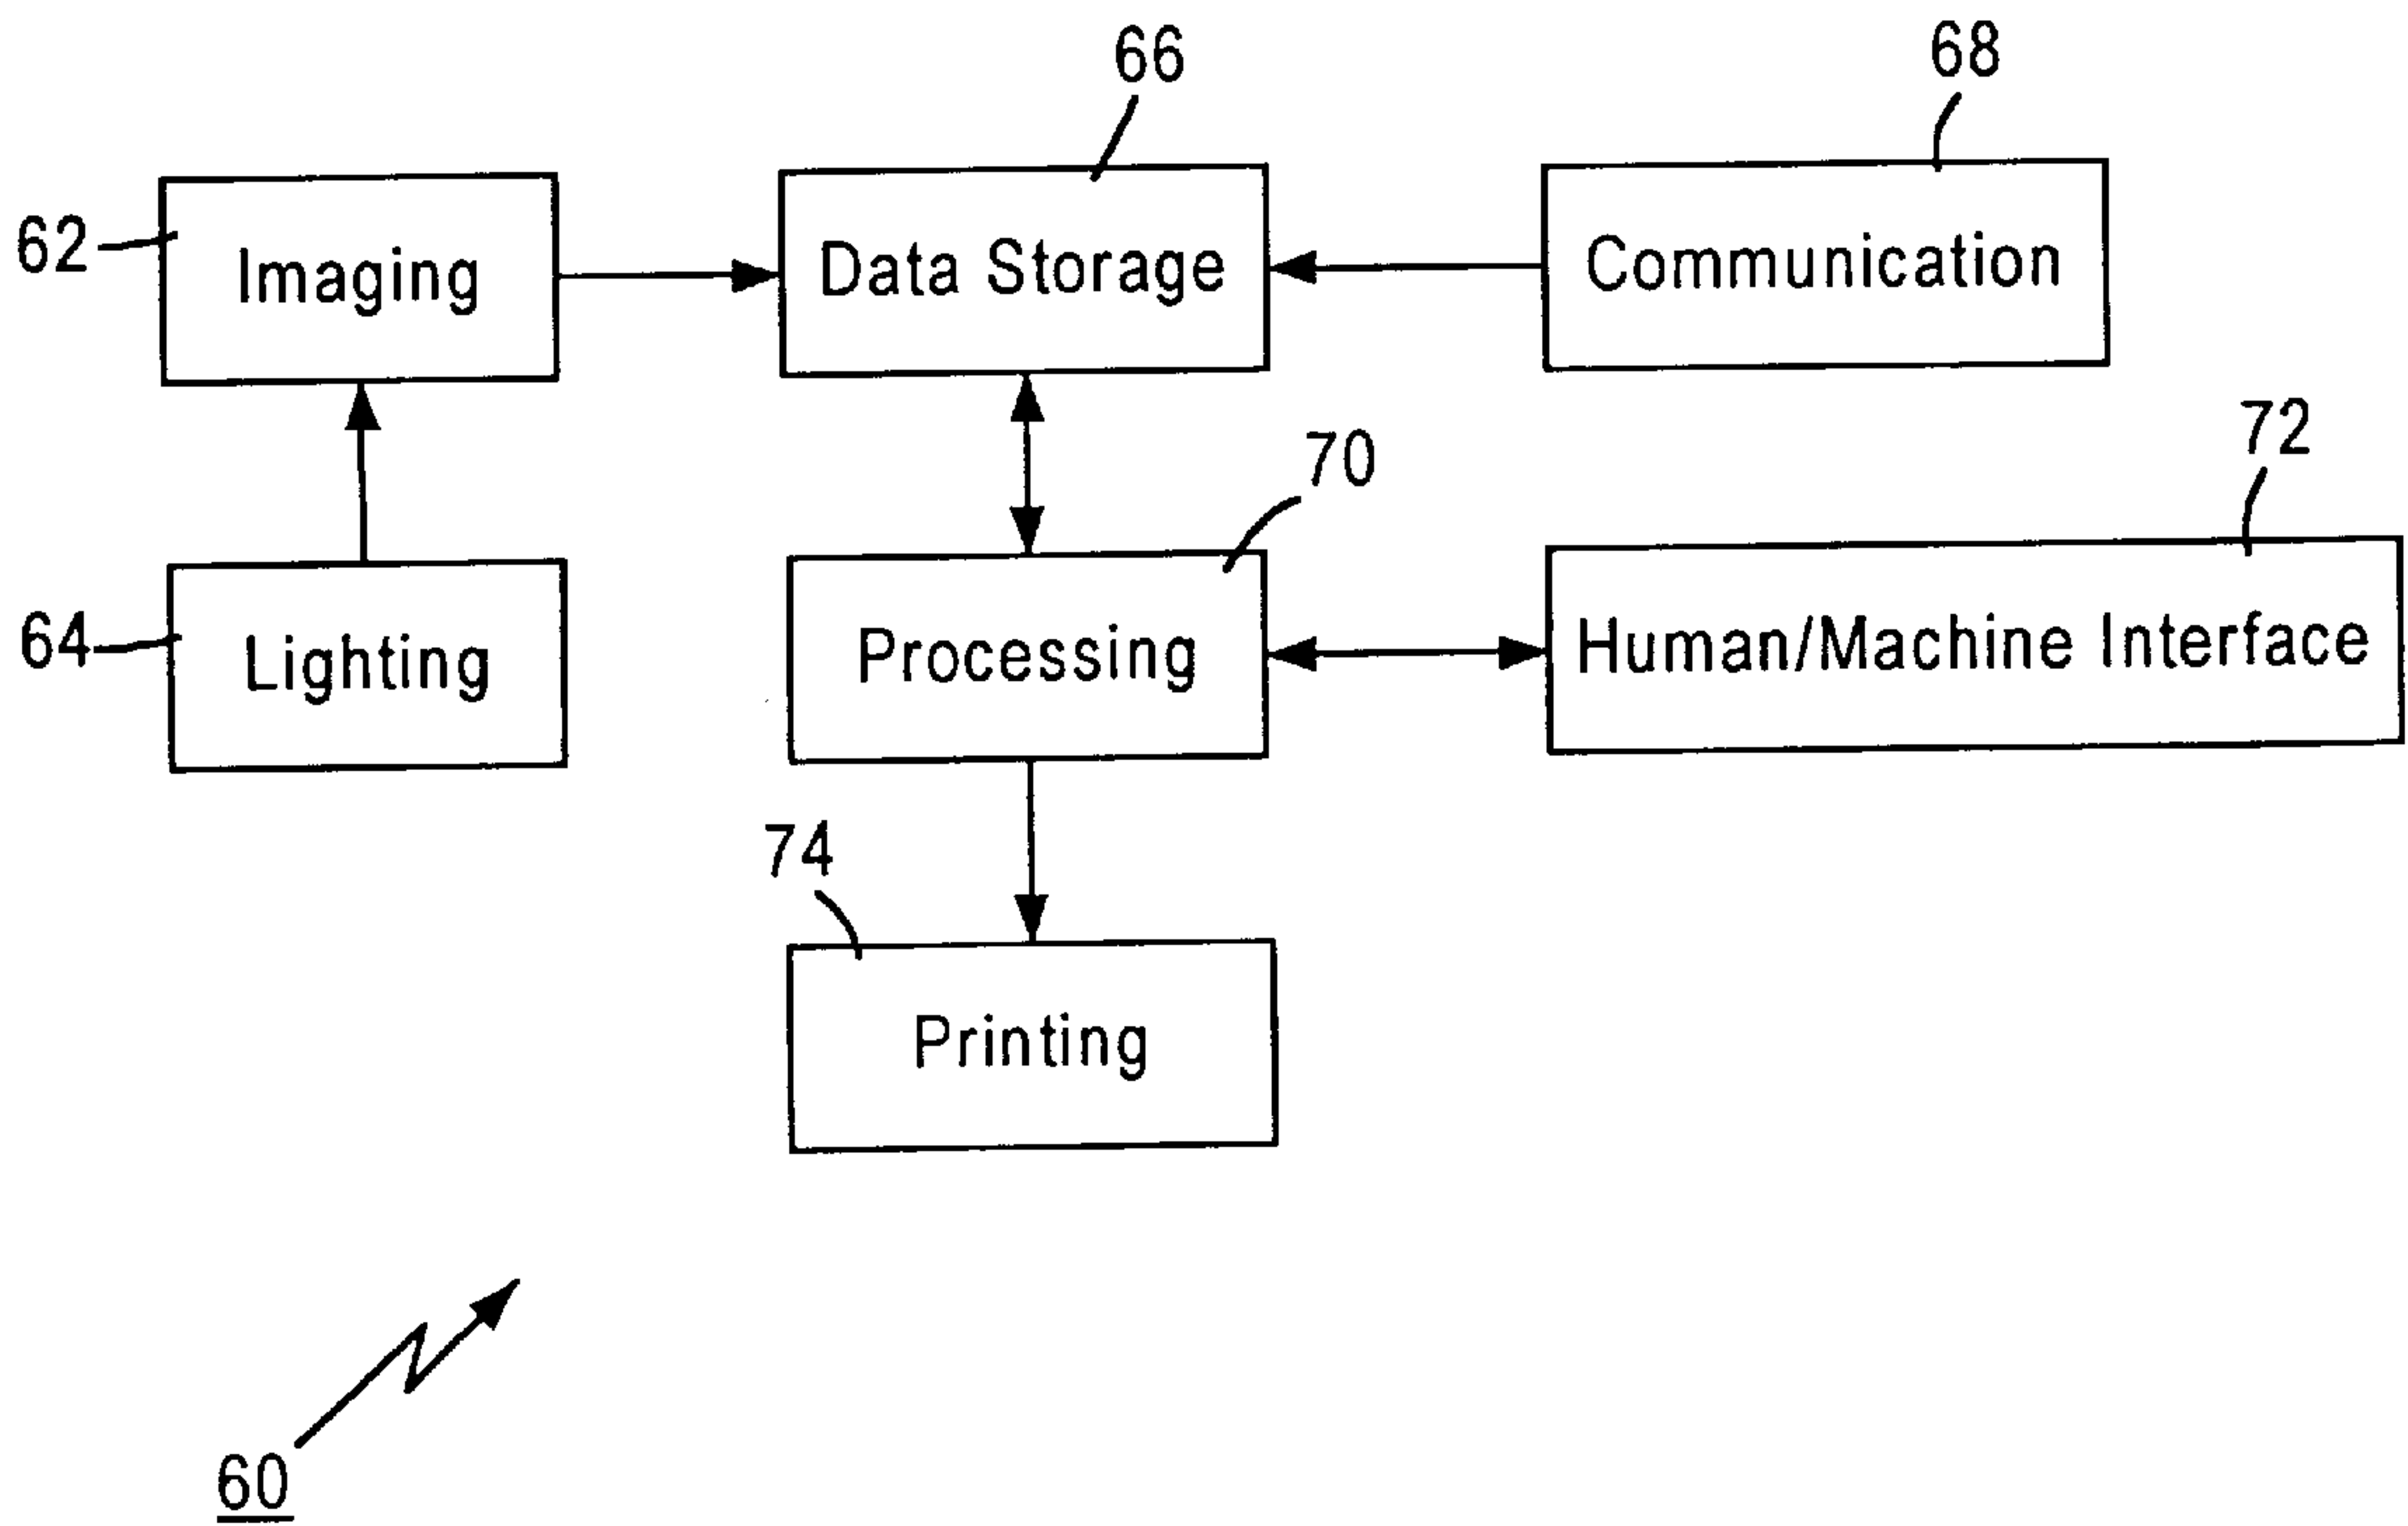 66
68
62
Imaging
Data Storage
Communication
70
72
64
Lighting
Processing
Human/Machine Interface
74
Printing
60